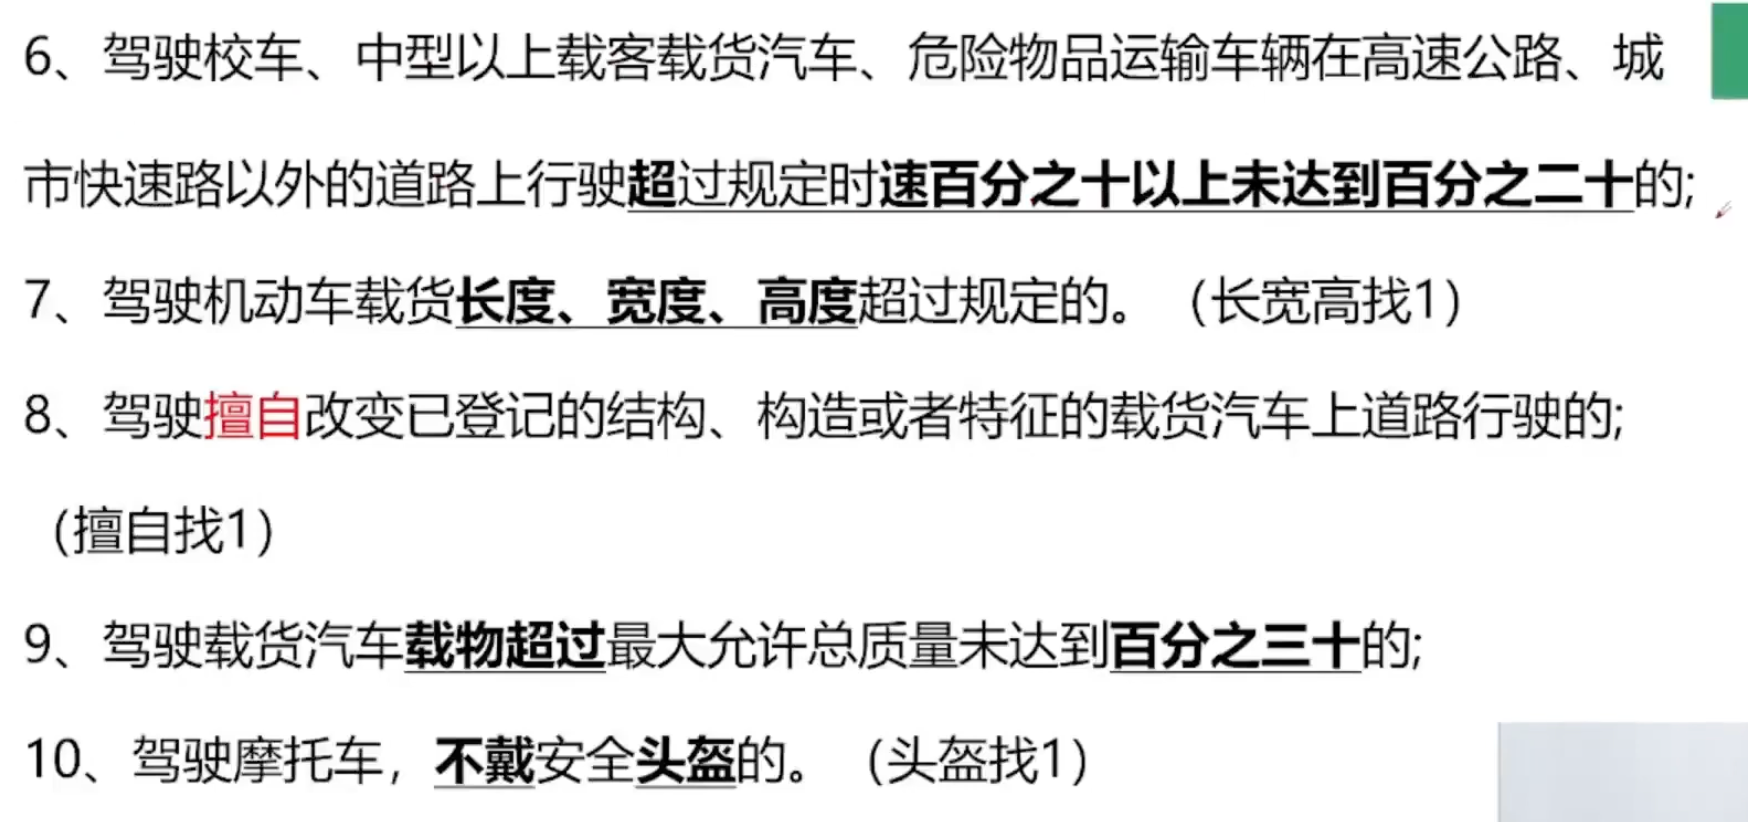 6、驾驶校车、中型以上载客载货汽车、危险物品运输车辆在高速公路、城
市快速路以外的道路上行驶超过规定时速百分之十以上未达到百分之二十的;
7、驾驶机动车载货长度、宽度、高度超过规定的。（长宽高找1）
8、驾驶擅自改变已登记的结构、构造或者特征的载货汽车上道路行驶的;
（擅自找1）
9、驾驶载货汽车载物超过最大允许总质量未达到百分之三十的;
10、驾驶摩托车，不戴安全头盔的。（头盔找1）